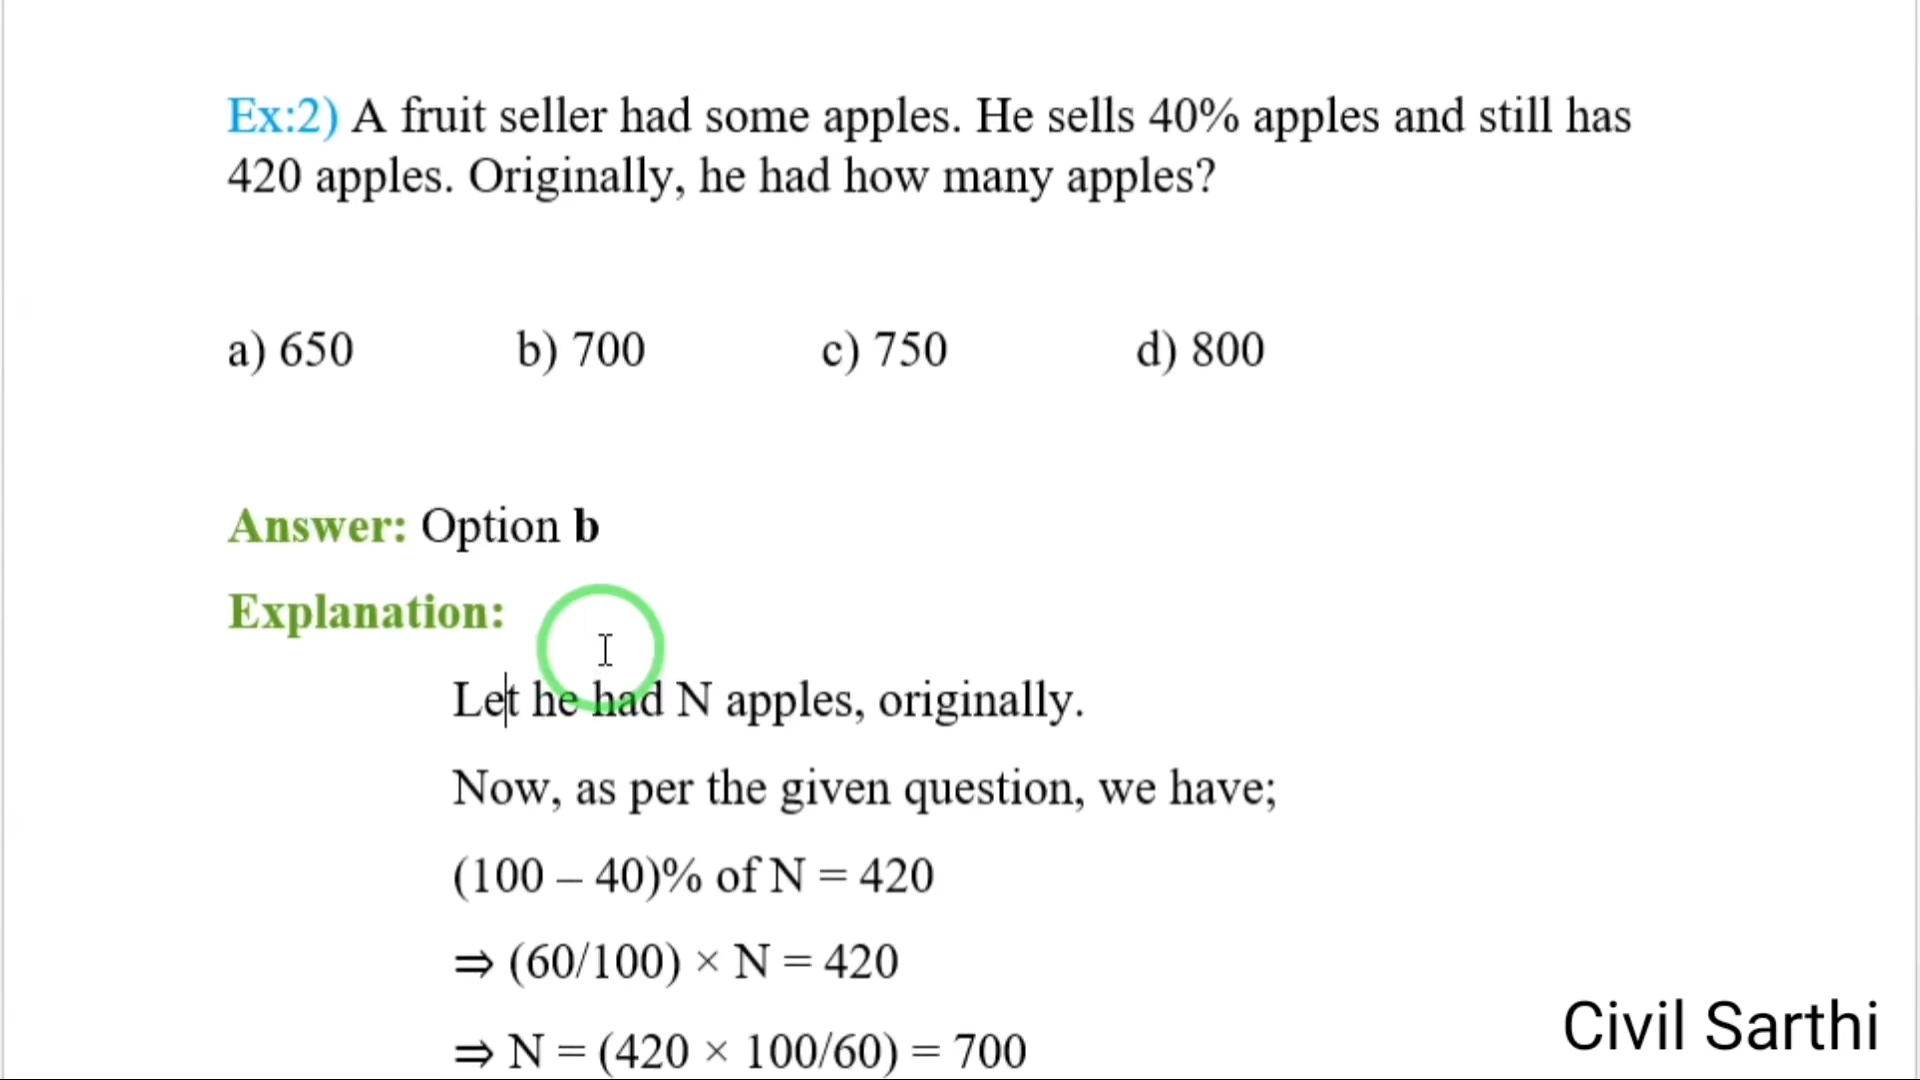 Ex:2) A fruit seller had some apples. He sells 40% apples and still has
420 apples. Originally, he had how many apples?
a) 650 b) 700 c) 750 d) 800
Answer: Option b
Explanation:
Let he had N apples, originally.
Now, as per the given question, we have;
(100 – 40)% of N = 420
⇒ (60/100) × N = 420
⇒ N = (420 × 100/60) = 700
Civil Sarthi